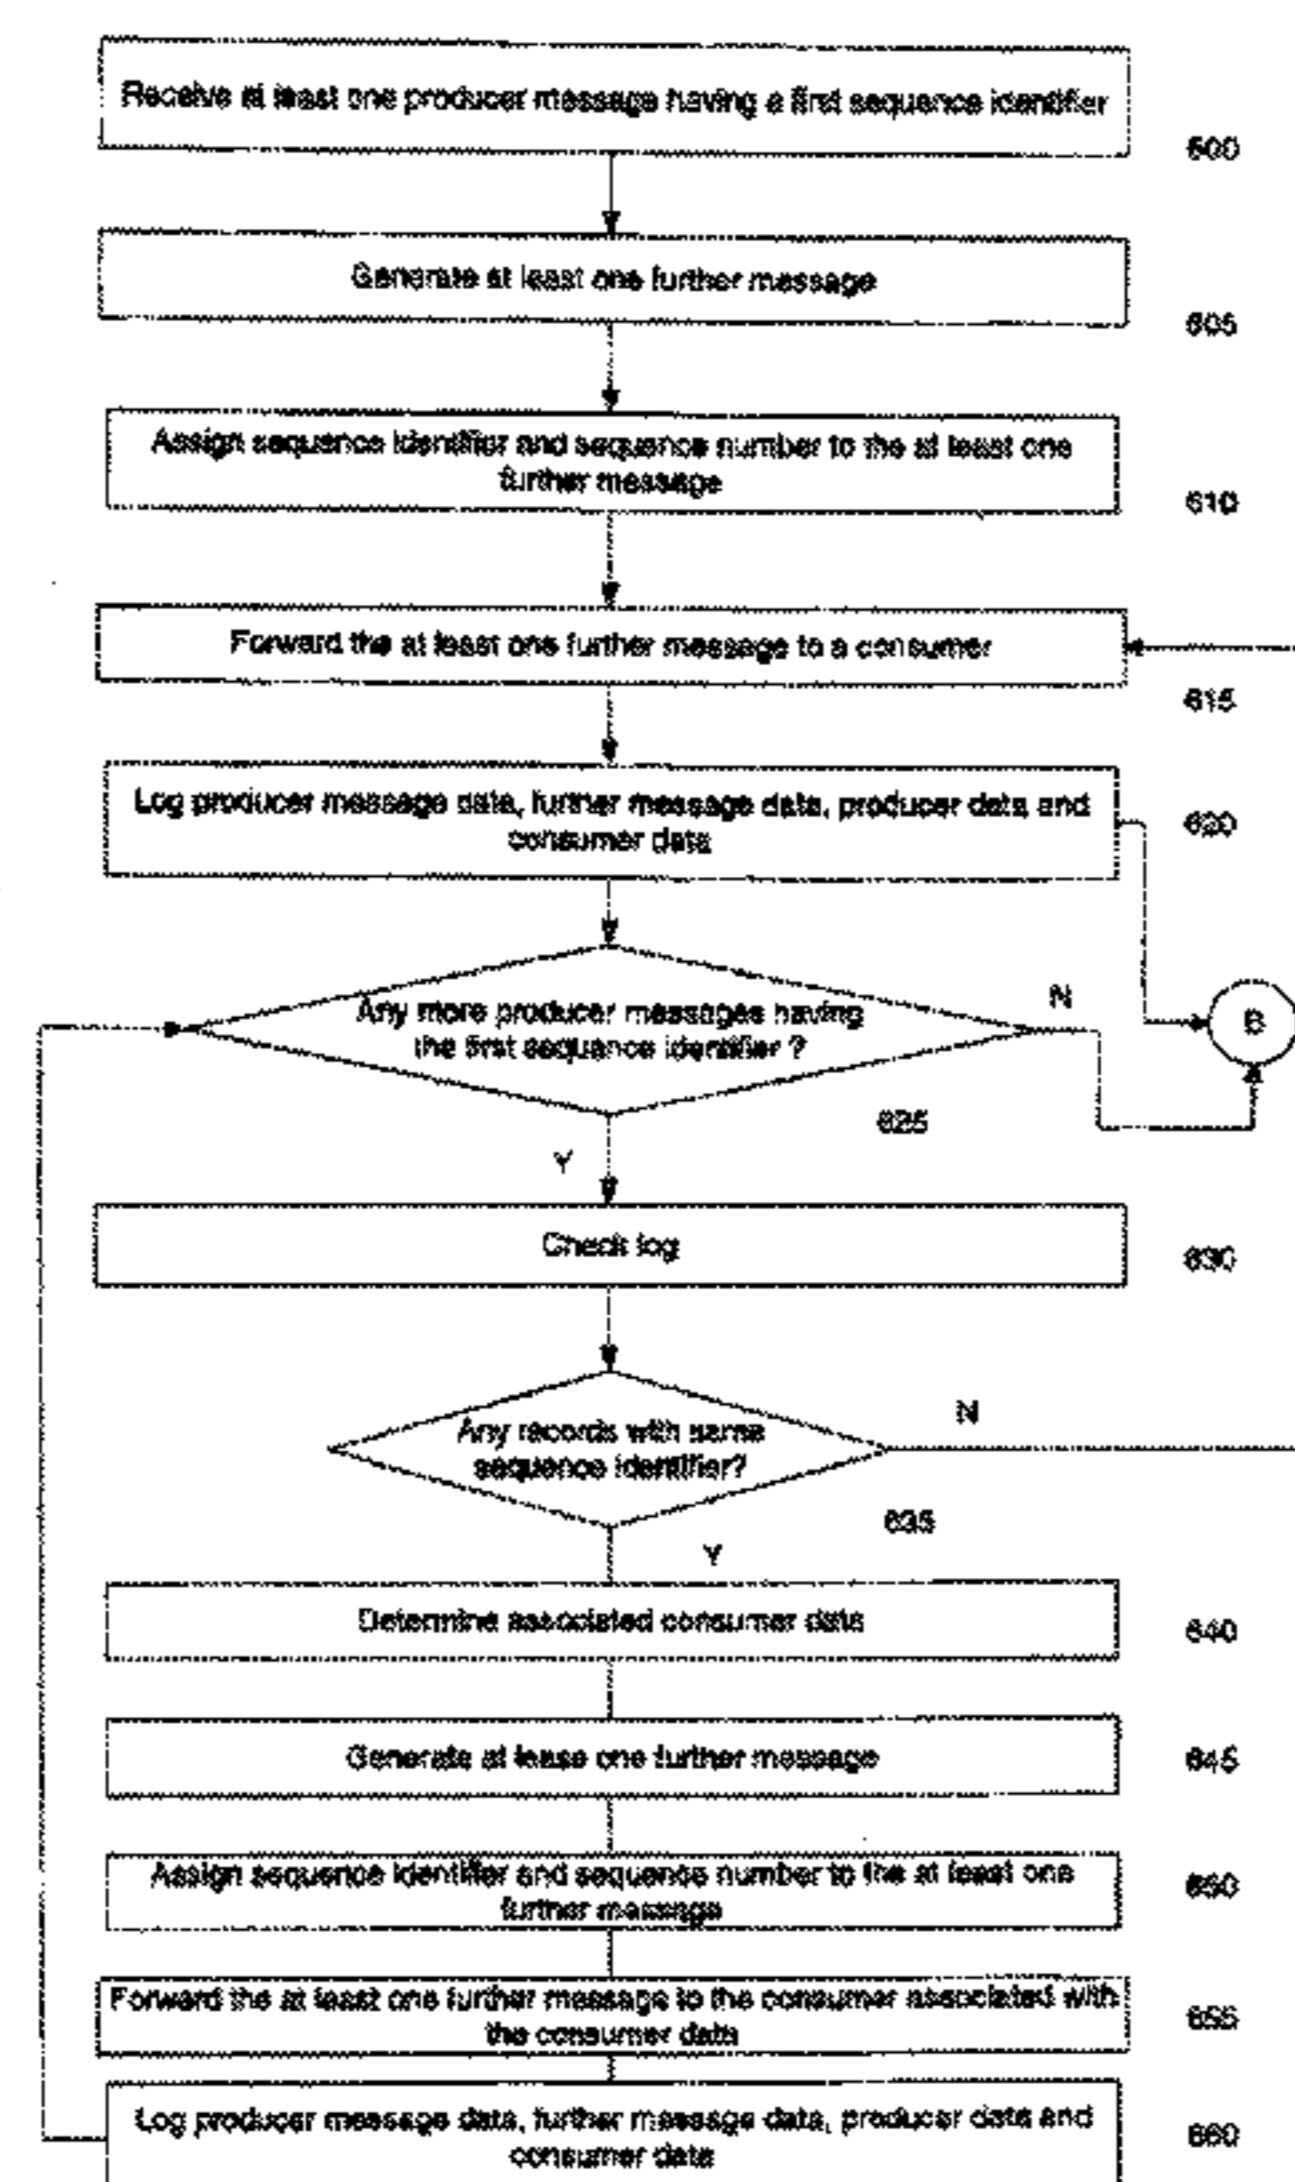 Receive at least one producer message having a first sequence identifier
600
Generate at least one further message
605
Assign sequence identifier and sequence number to the at least one
further message
610
Forward the at least one further message to a consumer
615
Log producer message data, further message data, producer data and
consumer data
620
Any more producer messages having
the first sequence identifier ?
N
B
625
Y
Check log
630
Any records with same
sequence identifier?
N
635
Y
Determine associated consumer data
640
Generate at lease one further message
645
Assign sequence identifier and sequence number to the at least one
further message
650
Forward the at least one further message to the consumer associated with
the consumer data
655
Log producer message data, further message data, producer data and
consumer data
660